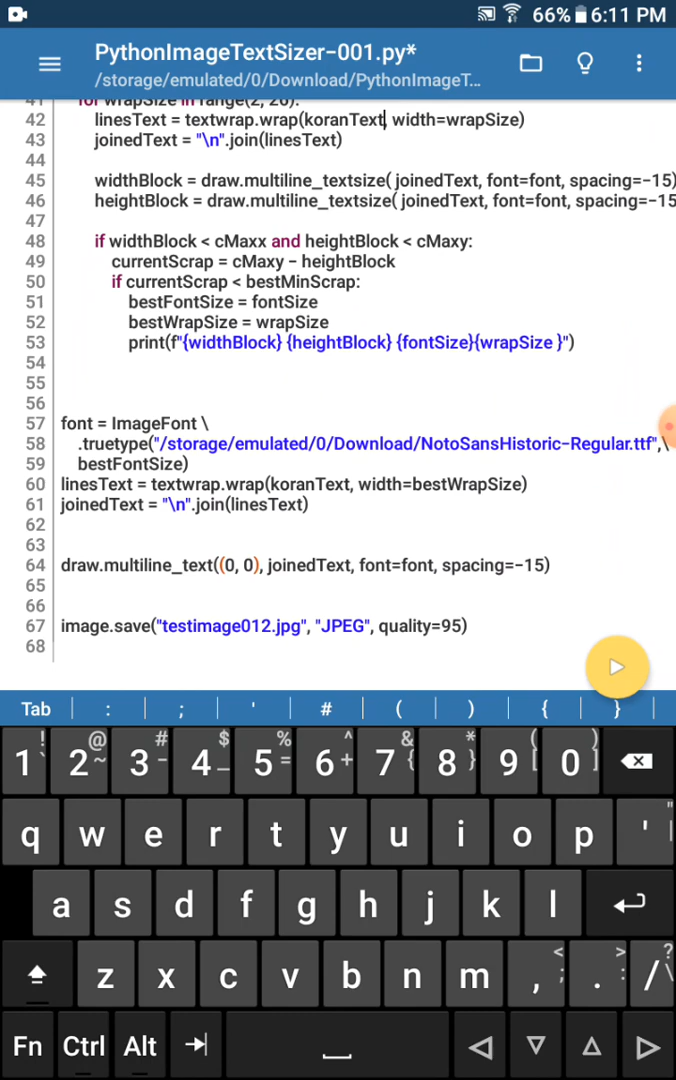 66% 6:11 PM
PythonImageTextSizer-001.py*
/storage/emulated/0/Download/PythonImageT...
41 for wrapSize in range(2, 20):
42 linesText = textwrap.wrap(koranText, width=wrapSize)
43 joinedText = "\n".join(linesText)
44
45 widthBlock = draw.multiline_textsize( joinedText, font=font, spacing=-15)
46 heightBlock = draw.multiline_textsize( joinedText, font=font, spacing=-15
47
48 if widthBlock < cMaxx and heightBlock < cMaxy:
49 currentScrap = cMaxy - heightBlock
50 if currentScrap < bestMinScrap:
51 bestFontSize = fontSize
52 bestWrapSize = wrapSize
53 print(f"{widthBlock} {heightBlock} {fontSize}{wrapSize }")
54
55
56
57 font = ImageFont \
58 .truetype("/storage/emulated/0/Download/NotoSansHistoric-Regular.ttf",\
59 bestFontSize)
60 linesText = textwrap.wrap(koranText, width=bestWrapSize)
61 joinedText = "\n".join(linesText)
62
63
64 draw.multiline_text((0, 0), joinedText, font=font, spacing=-15)
65
66
67 image.save("testimage012.jpg", "JPEG", quality=95)
68
Tab : ; ' # ( ) { }
! @ # $ % ^ & * ( )
1 2 3 4 5 6 7 8 9 0
` ~ - _ = + { } [ ]
q w e r t y u i o p ' " |
a s d f g h j k l
z x c v b n m , < ; . > : / ? \
Fn Ctrl Alt